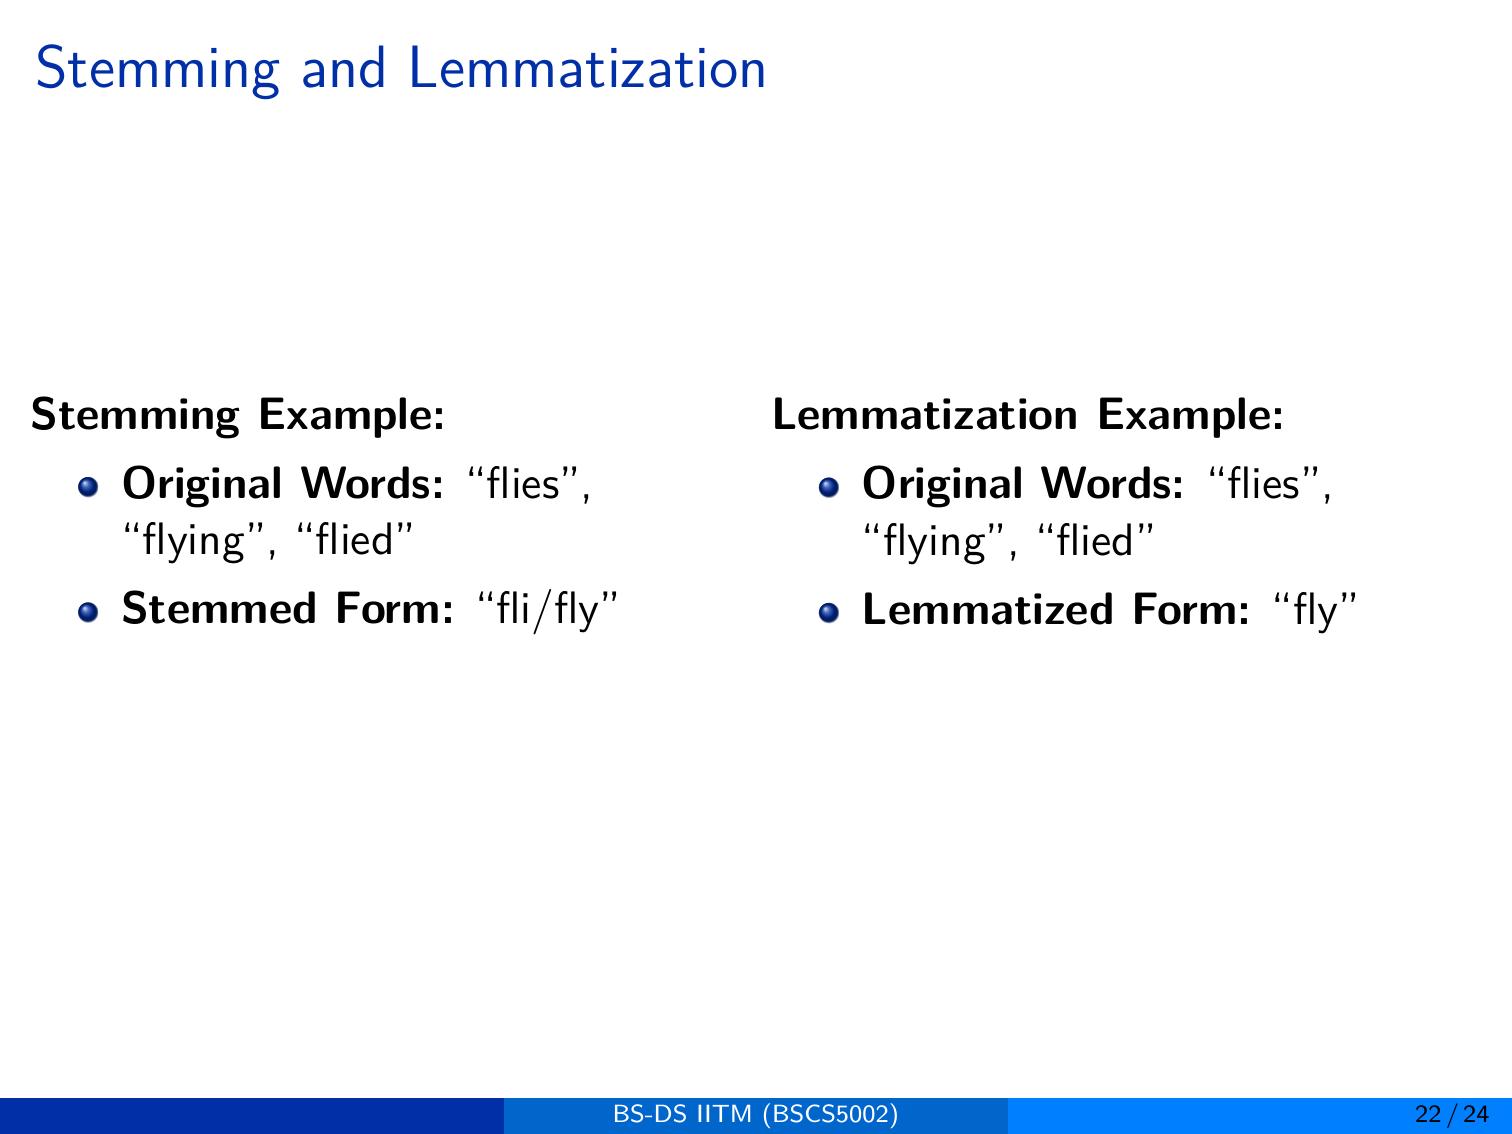 Stemming and Lemmatization
Stemming Example:
Original Words: “flies”,
“flying”, “flied”
Stemmed Form: “fli/fly”
Lemmatization Example:
Original Words: “flies”,
“flying”, “flied”
Lemmatized Form: “fly”
BS-DS IITM (BSCS5002)
22 / 24